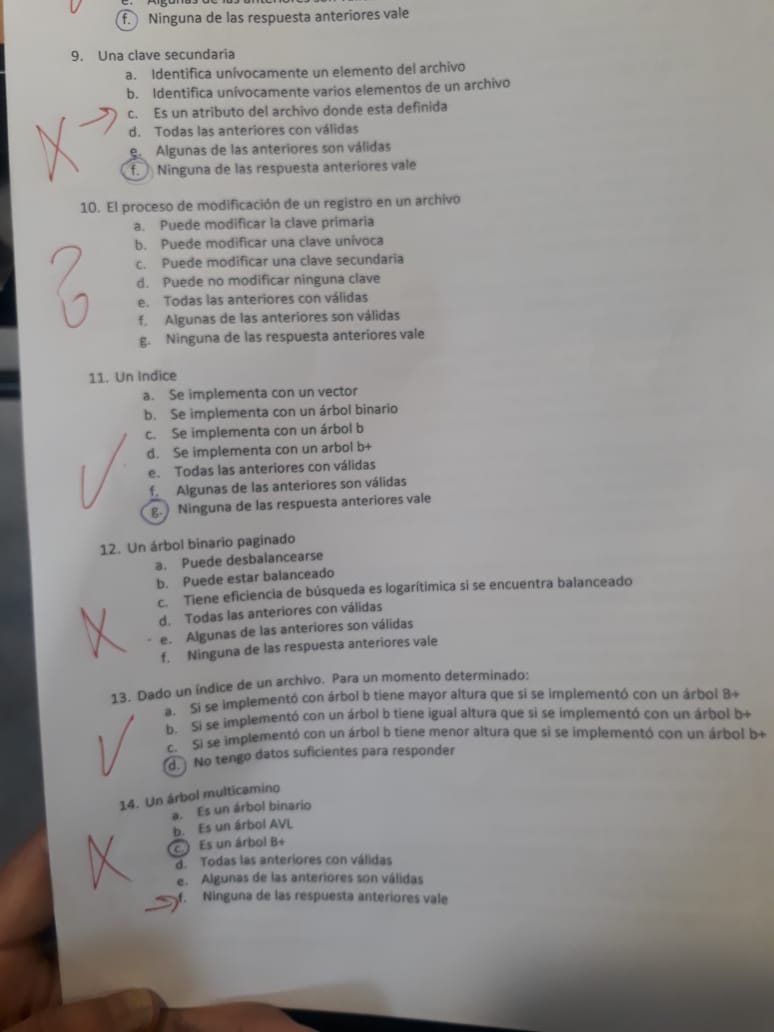 f. Ninguna de las respuesta anteriores vale
9. Una clave secundaria
a. Identifica unívocamente un elemento del archivo
b. Identifica unívocamente varios elementos de un archivo
c. Es un atributo del archivo donde esta definida
d. Todas las anteriores con válidas
e. Algunas de las anteriores son válidas
f. Ninguna de las respuesta anteriores vale
10. El proceso de modificación de un registro en un archivo
a. Puede modificar la clave primaria
b. Puede modificar una clave unívoca
c. Puede modificar una clave secundaria
d. Puede no modificar ninguna clave
e. Todas las anteriores con válidas
f. Algunas de las anteriores son válidas
g. Ninguna de las respuesta anteriores vale
11. Un Indice
a. Se implementa con un vector
b. Se implementa con un árbol binario
c. Se implementa con un árbol b
d. Se implementa con un arbol b+
e. Todas las anteriores con válidas
f. Algunas de las anteriores son válidas
g. Ninguna de las respuesta anteriores vale
12. Un árbol binario paginado
a. Puede desbalancearse
b. Puede estar balanceado
c. Tiene eficiencia de búsqueda es logarítimica si se encuentra balanceado
d. Todas las anteriores con válidas
e. Algunas de las anteriores son válidas
f. Ninguna de las respuesta anteriores vale
13. Dado un índice de un archivo. Para un momento determinado:
a. Si se implementó con árbol b tiene mayor altura que si se implementó con un árbol B+
b. Si se implementó con un árbol b tiene igual altura que si se implementó con un árbol b+
c. Si se implementó con un árbol b tiene menor altura que si se implementó con un árbol b+
d. No tengo datos suficientes para responder
14. Un árbol multicamino
a. Es un árbol binario
b. Es un árbol AVL
c. Es un árbol B+
d. Todas las anteriores con válidas
e. Algunas de las anteriores son válidas
f. Ninguna de las respuesta anteriores vale